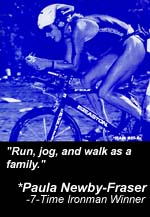 "Run, jog, and walk as a
family."
*Paula Newby-Fraser
-7-Time Ironman Winner